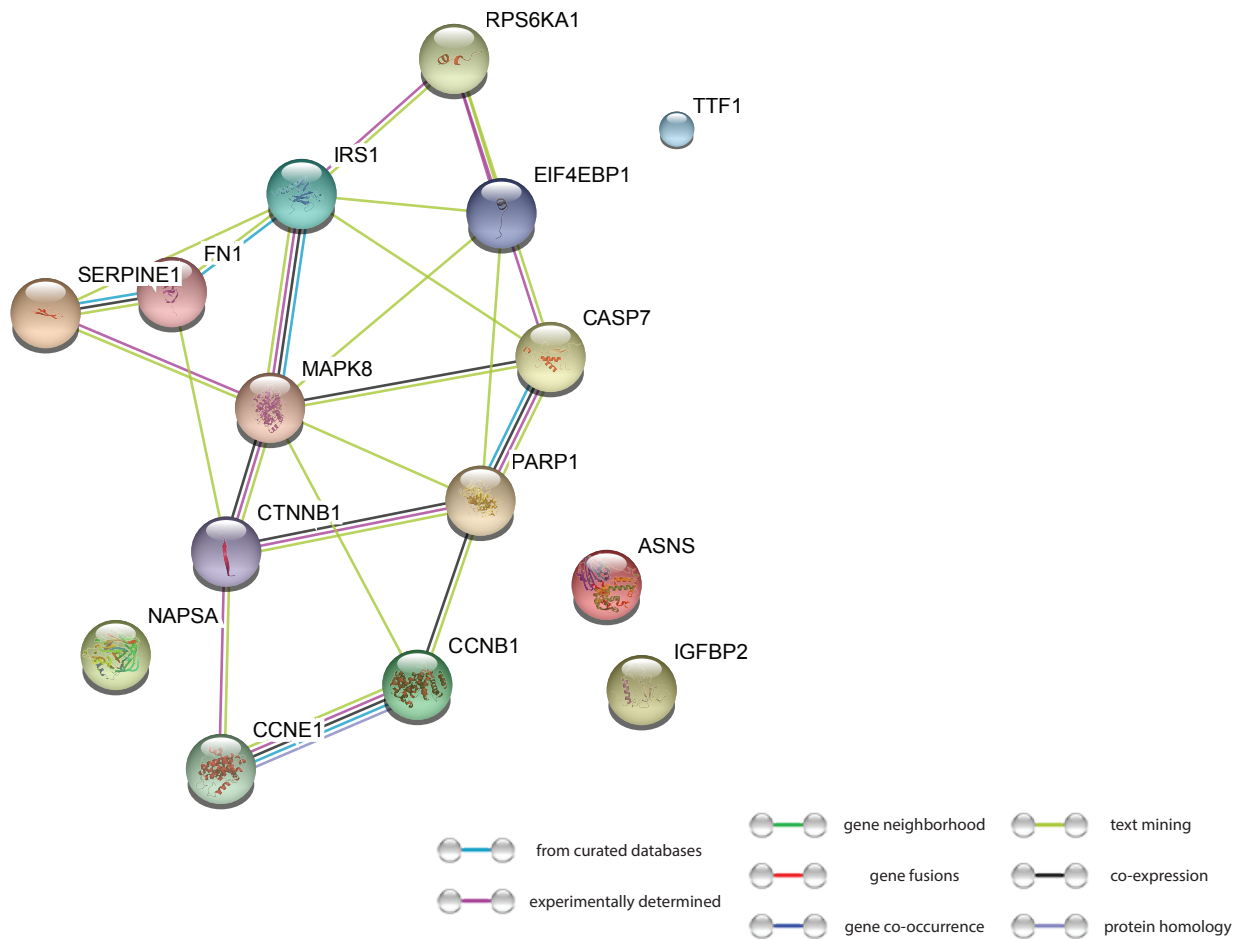 RPS6KA1
TTF1
IRS1
EIF4EBP1
FN1
SERPINE1
CASP7
MAPK8
PARP1
CTNNB1
ASNS
NAPSA
CCNB1
IGFBP2
CCNE1
from curated databases
experimentally determined
gene neighborhood
gene fusions
gene co-occurrence
text mining
co-expression
protein homology